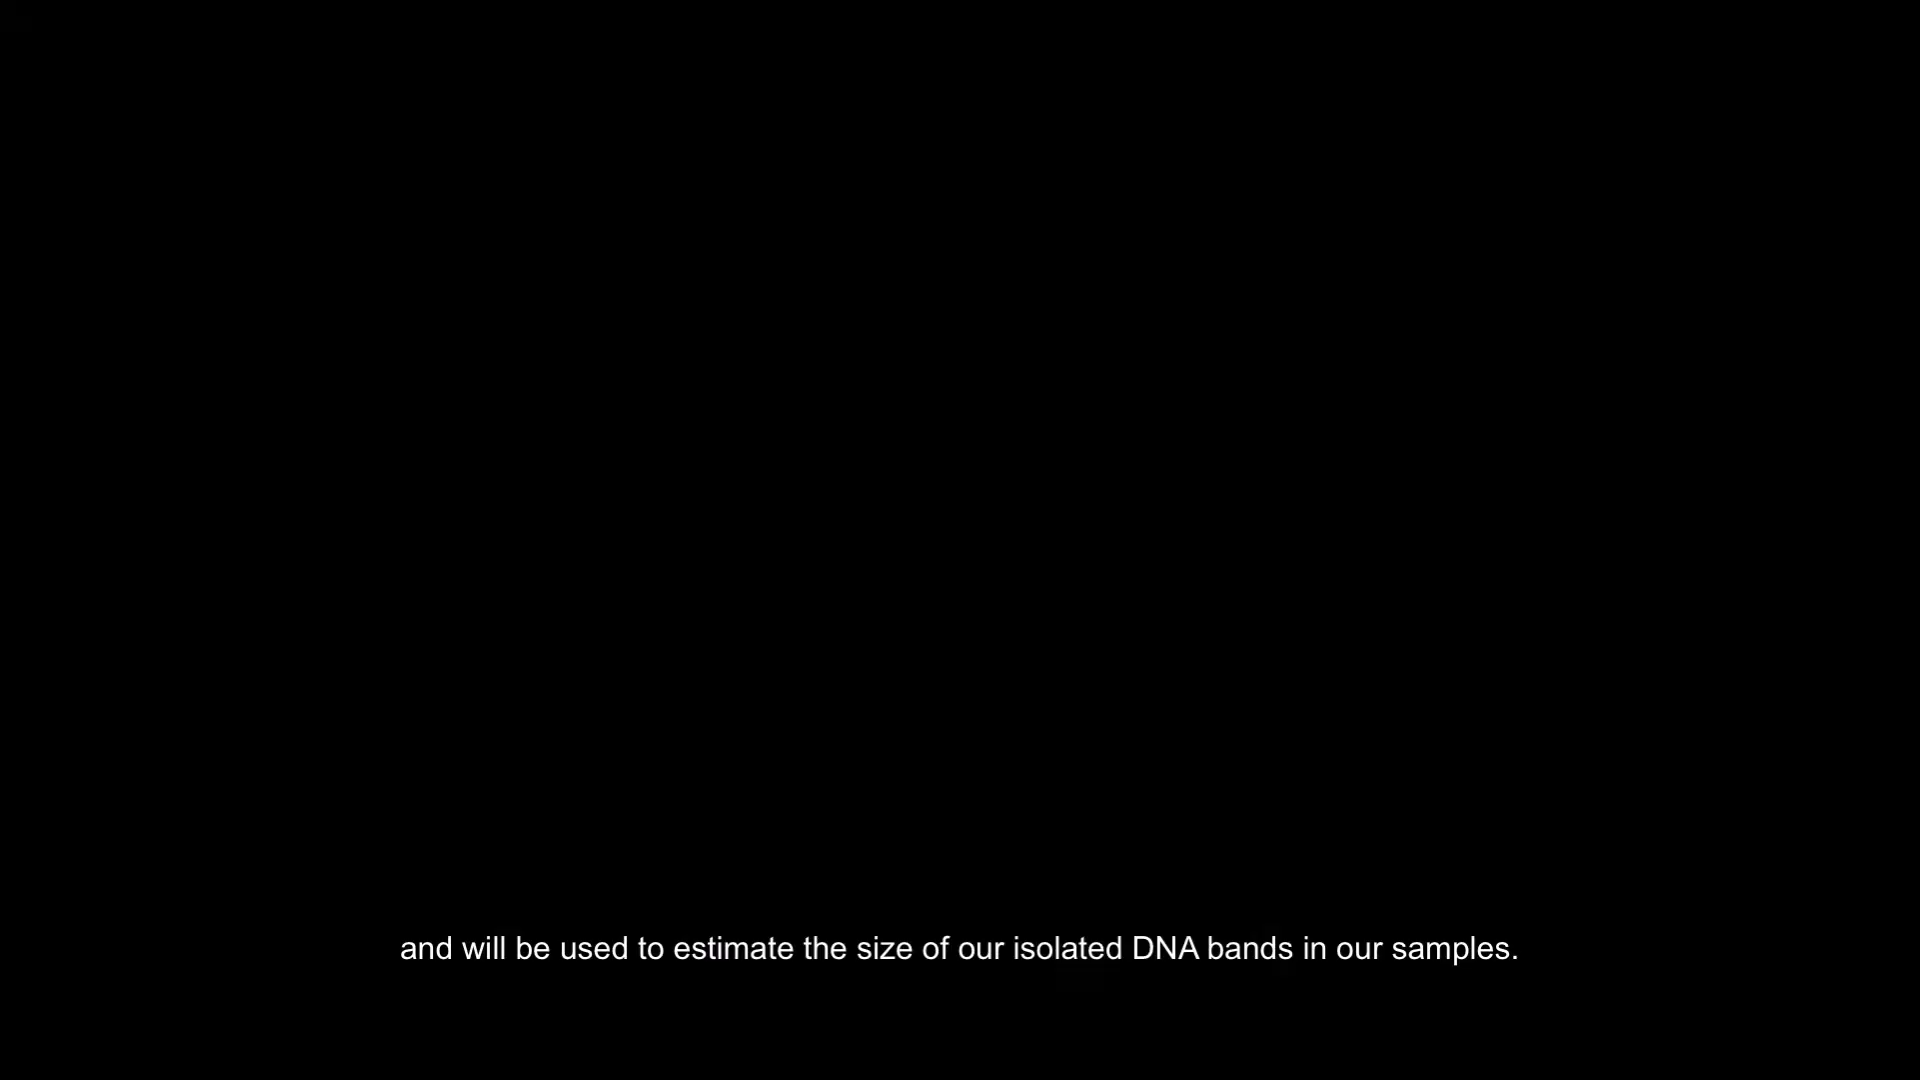 and will be used to estimate the size of our isolated DNA bands in our samples.